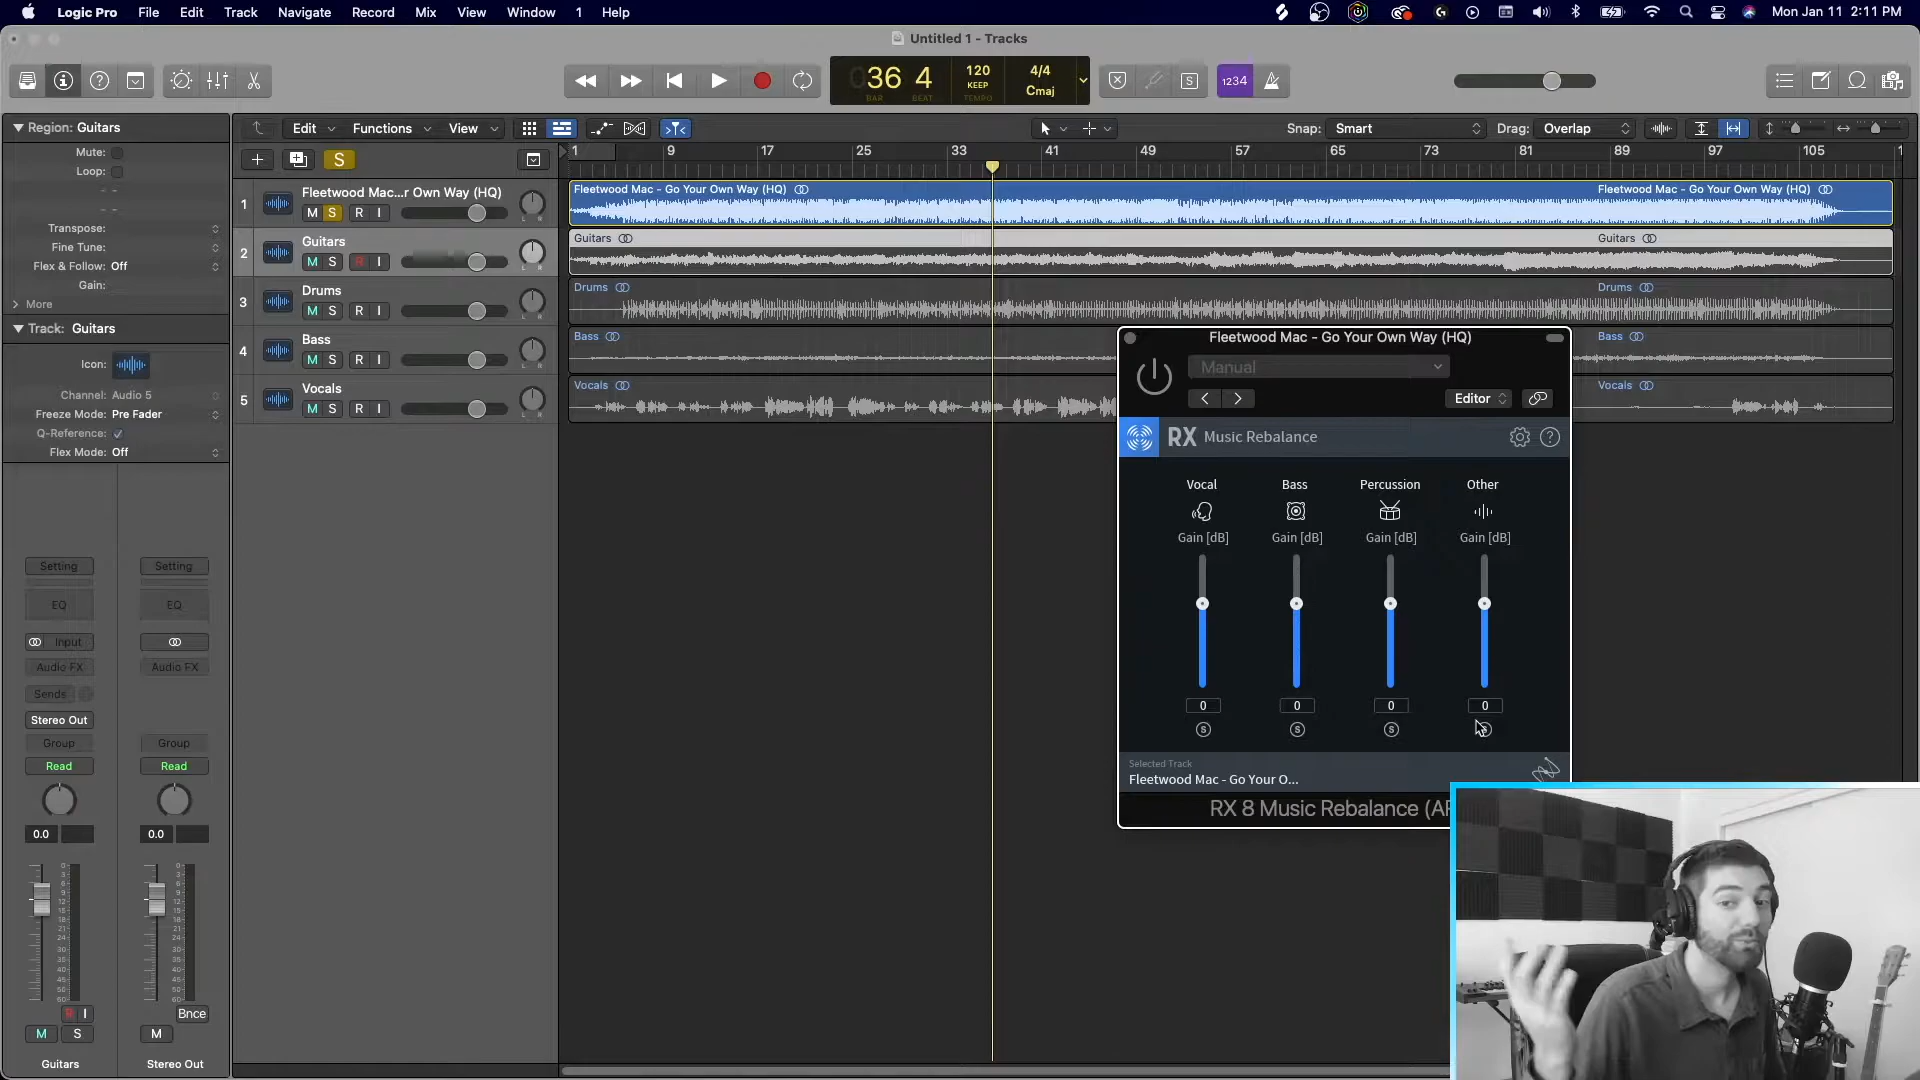 Logic Pro File Edit Track Navigate Record Mix View Window 1 Help Mon Jan 11 2:11 PM
Untitled 1 - Tracks
36 4 120 4/4
KEEP Cmaj
BAR BEAT TEMPO
1234
Region: Guitars
Mute:
Loop:
Transpose:
Fine Tune:
Flex & Follow: Off
Gain:
More
Track: Guitars
Icon:
Channel: Audio 5
Freeze Mode: Pre Fader
Q-Reference:
Flex Mode: Off
Edit Functions View Snap: Smart Drag: Overlap
S
1 9 17 25 33 41 49 57 65 73 81 89 97 105
1 Fleetwood Mac...r Own Way (HQ)
M S R I
2 Guitars
M S R I
3 Drums
M S R I
4 Bass
M S R I
5 Vocals
M S R I
Fleetwood Mac - Go Your Own Way (HQ) Fleetwood Mac - Go Your Own Way (HQ)
Guitars Guitars
Drums Drums
Bass Bass
Vocals Vocals
Fleetwood Mac - Go Your Own Way (HQ)
Manual
Editor
RX Music Rebalance
Vocal Bass Percussion Other
Gain [dB] Gain [dB] Gain [dB] Gain [dB]
0 0 0 0
S S S
Selected Track
Fleetwood Mac - Go Your O...
RX 8 Music Rebalance (A
Setting Setting
EQ EQ
Input
Audio FX Audio FX
Sends
Stereo Out
Group Group
Read Read
0.0 0.0
R I Bnce
M S M
Guitars Stereo Out